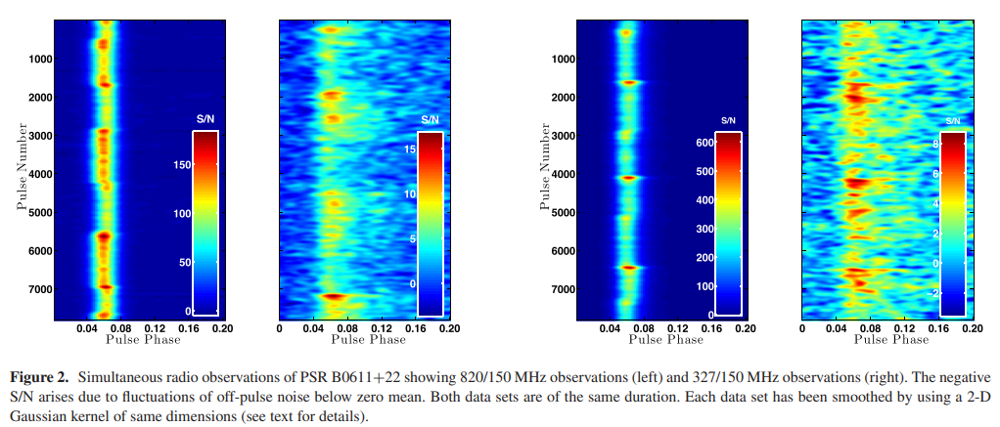 S/N
150
100
50
0
1000
2000
3000
4000
5000
6000
7000
Pulse Number
0.04 0.08 0.12 0.16 0.20
Pulse Phase
S/N
15
10
5
0
0 0.04 0.08 0.12 0.16 0.20
Pulse Phase
S/N
600
500
400
300
200
100
0
1000
2000
3000
4000
5000
6000
7000
Pulse Number
0.04 0.08 0.12 0.16 0.20
Pulse Phase
S/N
8
6
4
2
0
−2
0 0.04 0.08 0.12 0.16 0.20
Pulse Phase
Figure 2. Simultaneous radio observations of PSR B0611+22 showing 820/150 MHz observations (left) and 327/150 MHz observations (right). The negative
S/N arises due to fluctuations of off-pulse noise below zero mean. Both data sets are of the same duration. Each data set has been smoothed by using a 2-D
Gaussian kernel of same dimensions (see text for details).